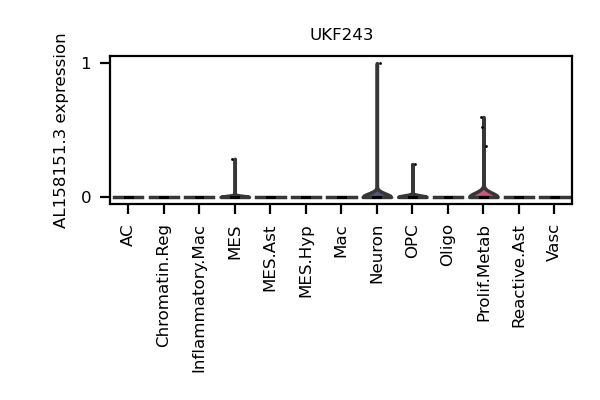 UKF243
AL158151.3 expression
1
0
AC
Chromatin.Reg
Inflammatory.Mac
MES
MES.Ast
MES.Hyp
Mac
Neuron
OPC
Oligo
Prolif.Metab
Reactive.Ast
Vasc